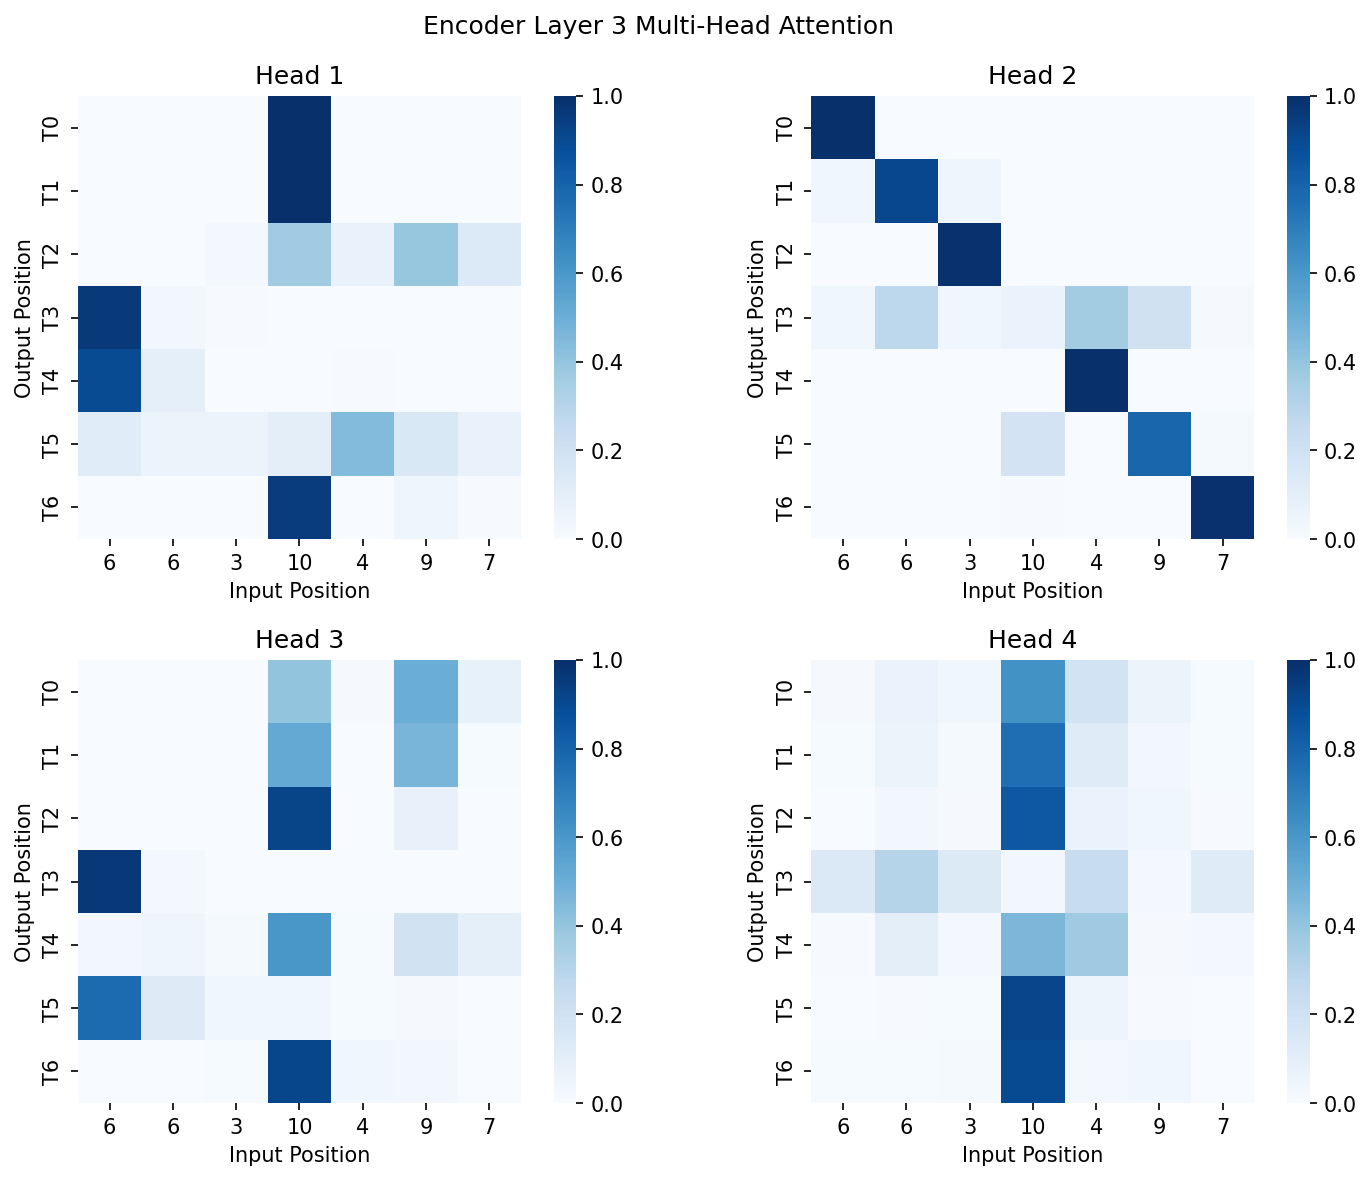 Encoder Layer 3 Multi-Head Attention
Head 1
Output Position
T0
T1
T2
T3
T4
T5
T6
6 6 3 10 4 9 7
Input Position
1.0
0.8
0.6
0.4
0.2
0.0
Head 2
Output Position
T0
T1
T2
T3
T4
T5
T6
6 6 3 10 4 9 7
Input Position
1.0
0.8
0.6
0.4
0.2
0.0
Head 3
Output Position
T0
T1
T2
T3
T4
T5
T6
6 6 3 10 4 9 7
Input Position
1.0
0.8
0.6
0.4
0.2
0.0
Head 4
Output Position
T0
T1
T2
T3
T4
T5
T6
6 6 3 10 4 9 7
Input Position
1.0
0.8
0.6
0.4
0.2
0.0